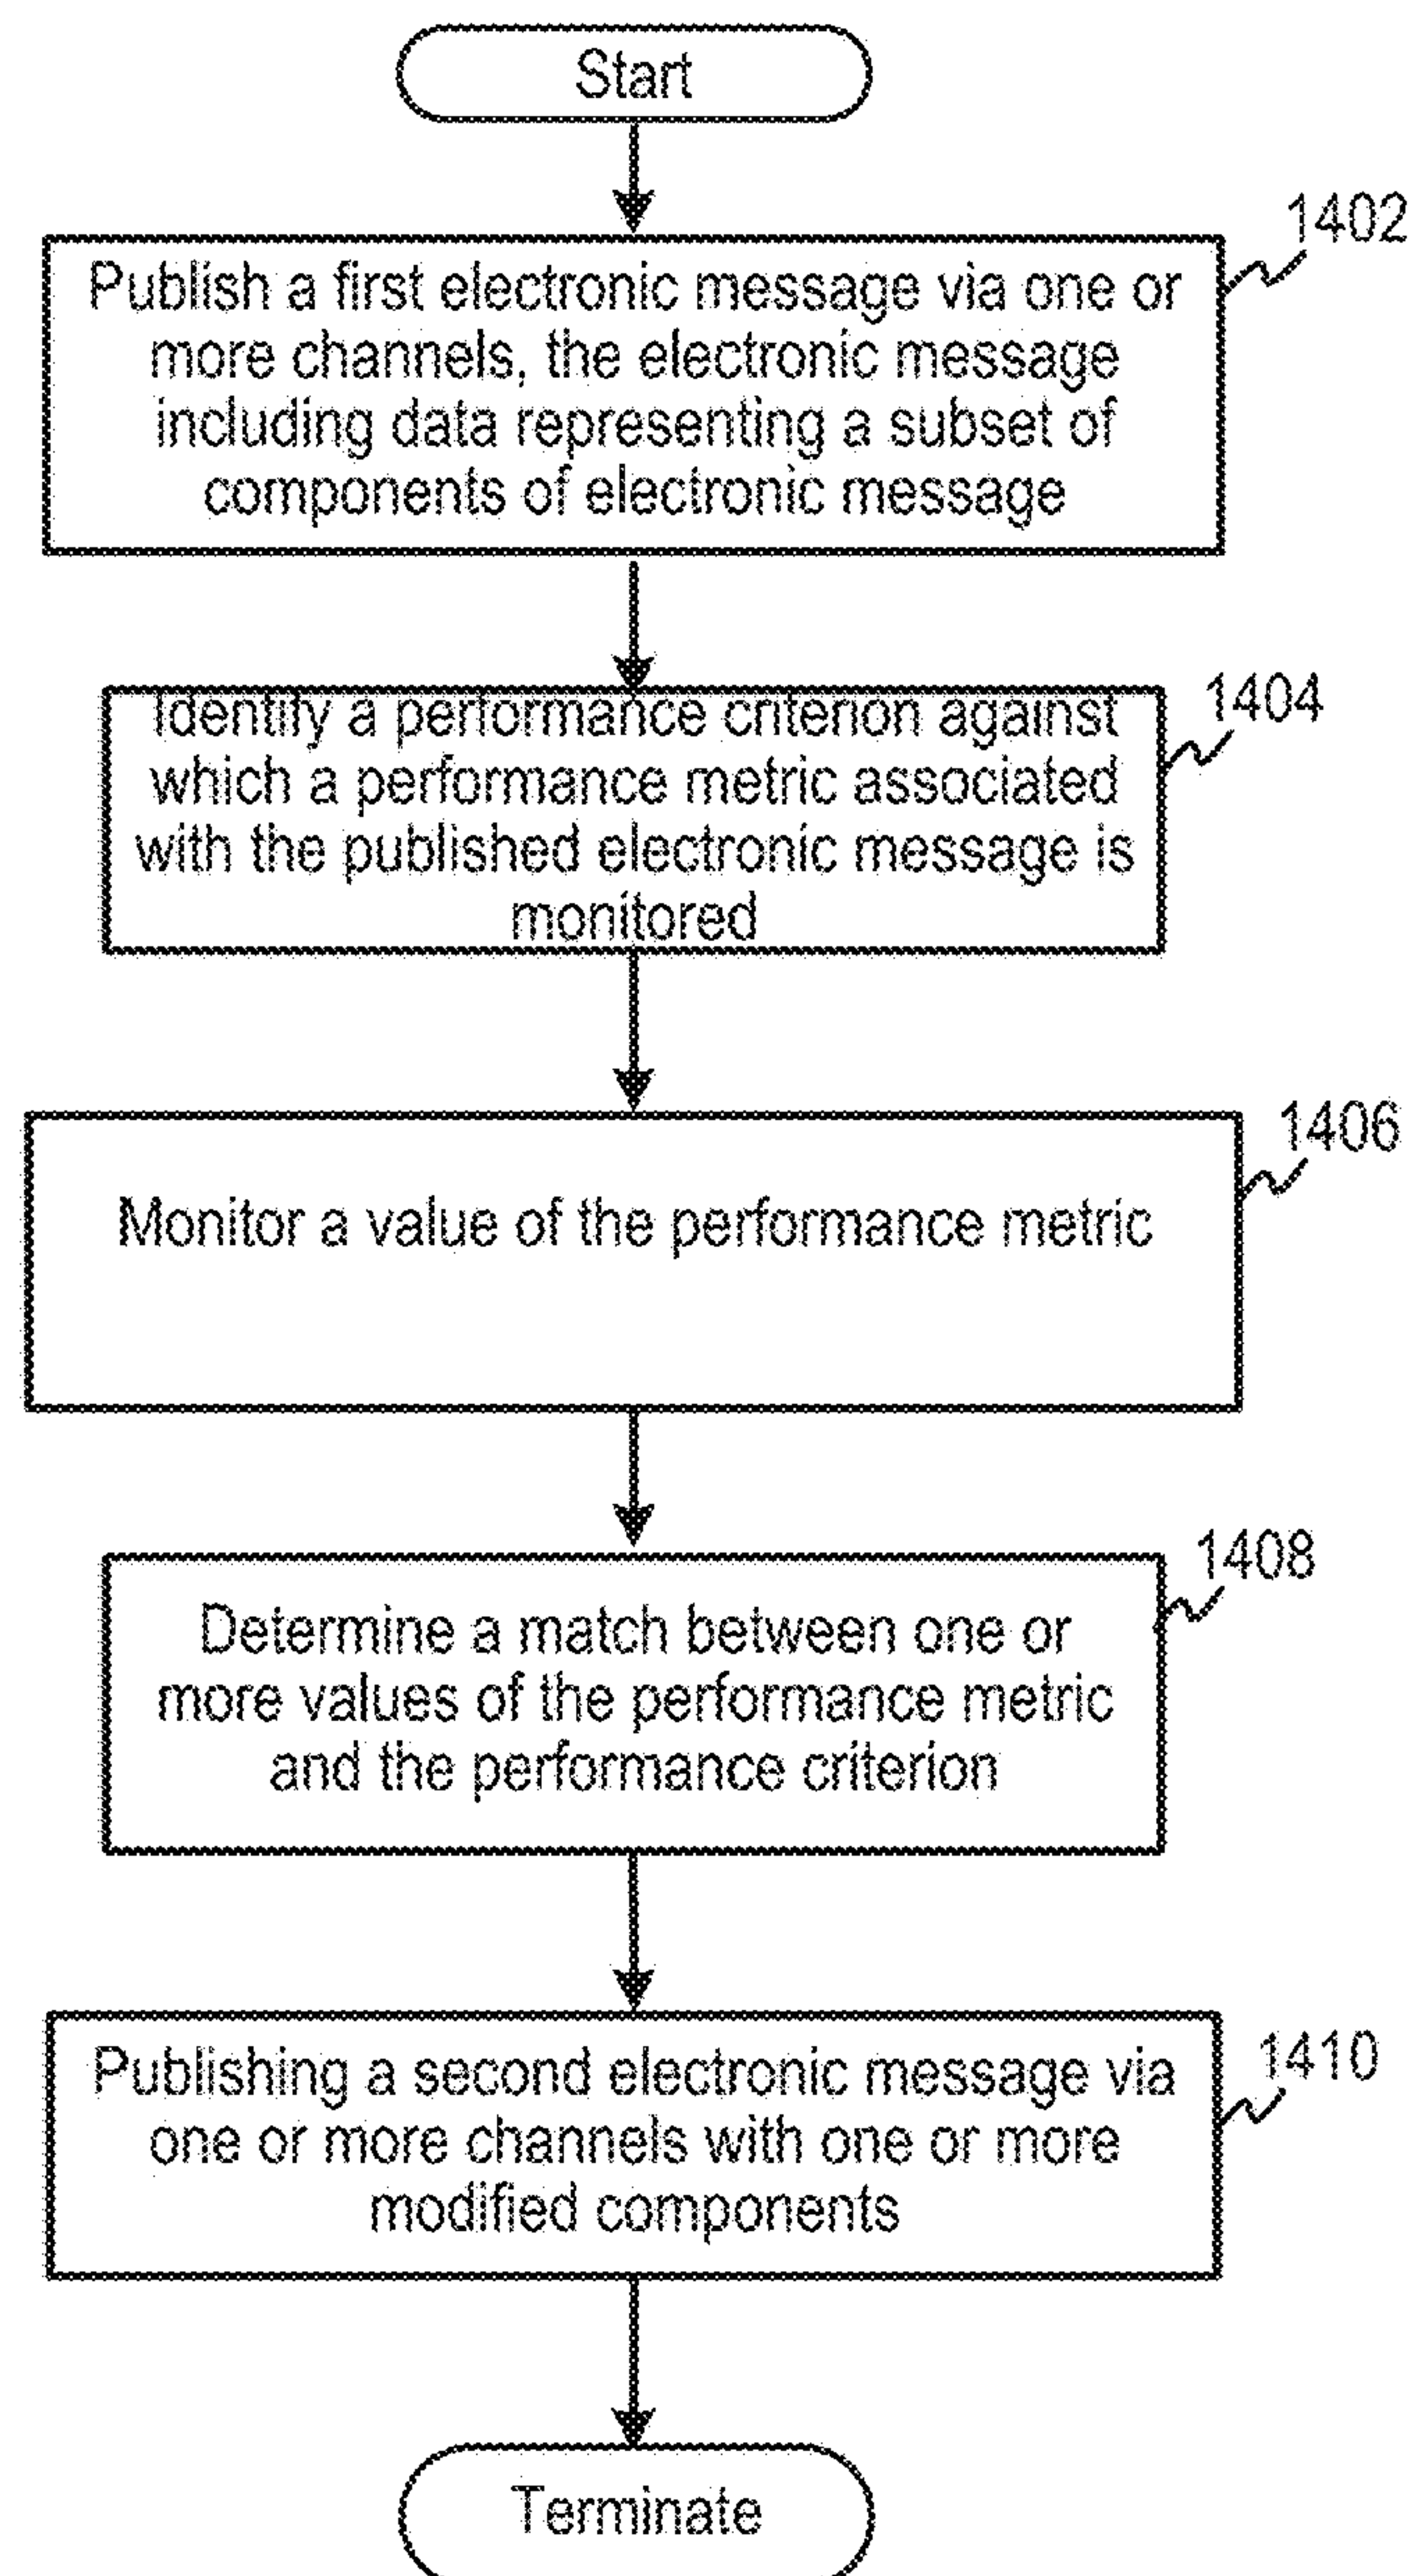 Start
1402
Publish a first electronic message via one or
more channels, the electronic message
including data representing a subset of
components of electronic message
1404
Identify a performance criterion against
which a performance metric associated
with the published electronic message is
monitored
1406
Monitor a value of the performance metric
1408
Determine a match between one or
more values of the performance metric
and the performance criterion
1410
Publishing a second electronic message via
one or more channels with one or more
modified components
Terminate